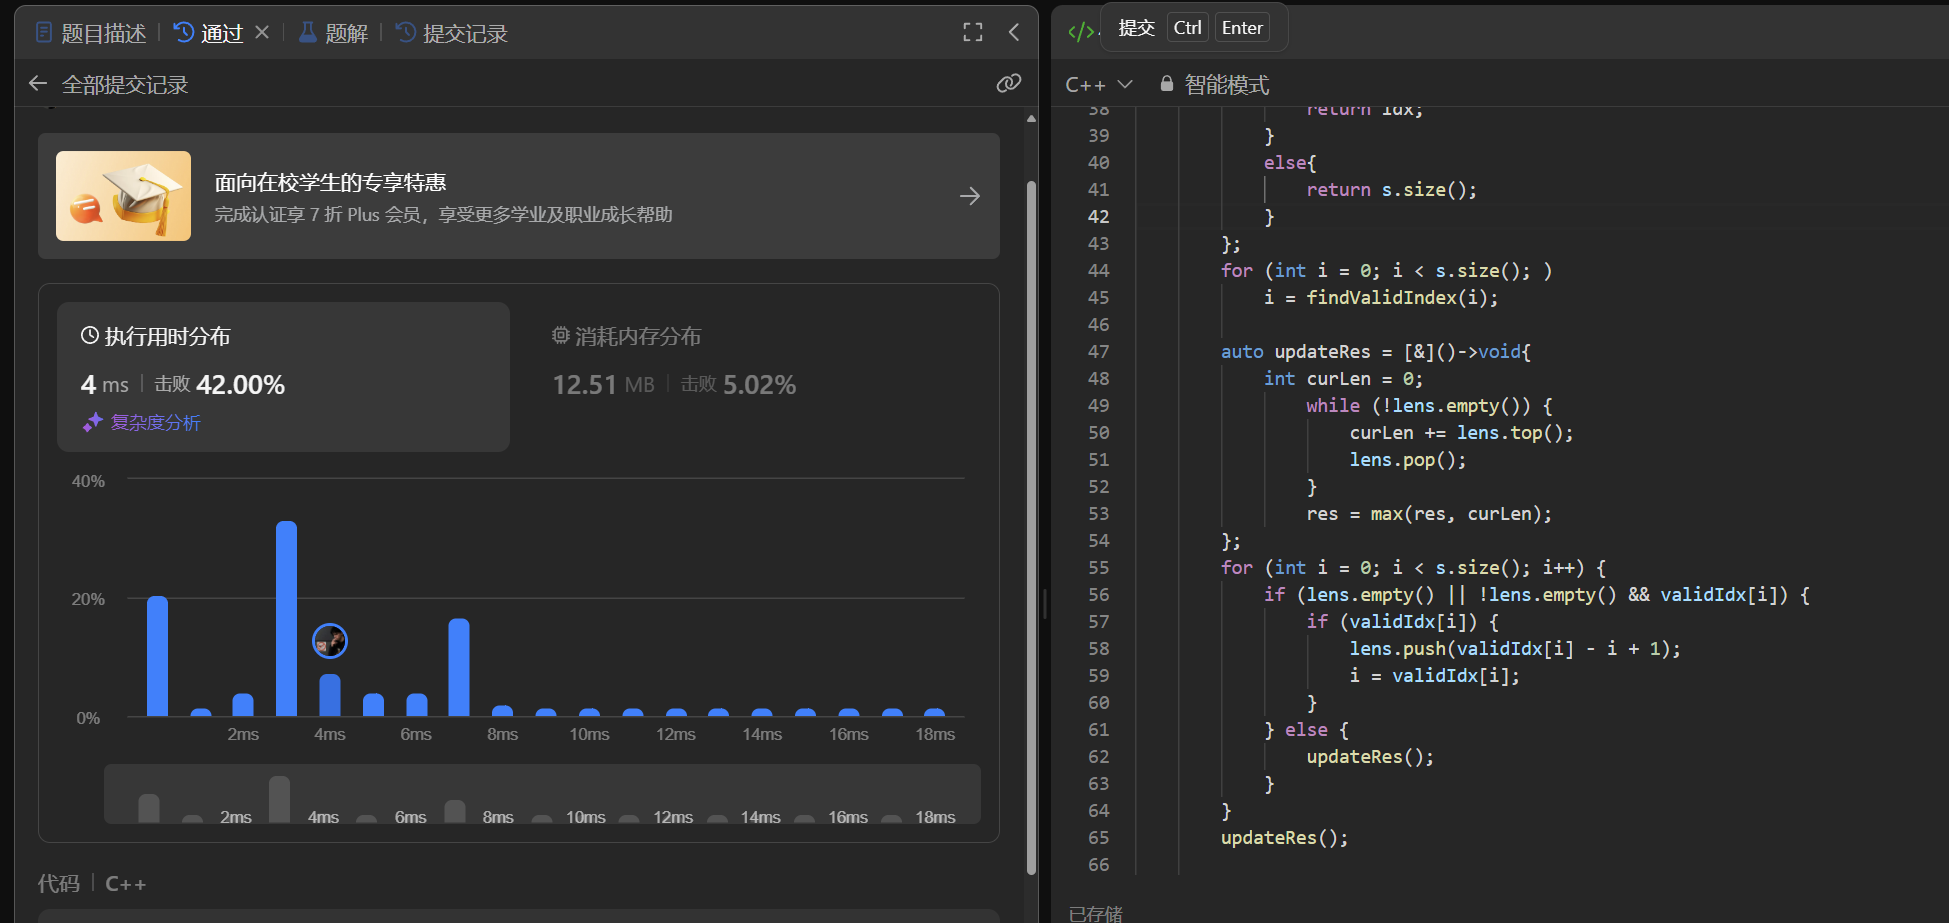 题目描述 通过 题解 提交记录
全部提交记录
面向在校学生的专享特惠
完成认证享 7 折 Plus 会员，享受更多学业及职业成长帮助
执行用时分布
4 ms 击败 42.00%
复杂度分析
消耗内存分布
12.51 MB 击败 5.02%
40%
20%
0%
2ms 4ms 6ms 8ms 10ms 12ms 14ms 16ms 18ms
2ms 4ms 6ms 8ms 10ms 12ms 14ms 16ms 18ms
代码 C++
</> 提交 Ctrl Enter
C++ 智能模式
38 return idx;
39 }
40 else{
41 return s.size();
42 }
43 };
44 for (int i = 0; i < s.size(); )
45 i = findValidIndex(i);
46
47 auto updateRes = [&]()->void{
48 int curLen = 0;
49 while (!lens.empty()) {
50 curLen += lens.top();
51 lens.pop();
52 }
53 res = max(res, curLen);
54 };
55 for (int i = 0; i < s.size(); i++) {
56 if (lens.empty() || !lens.empty() && validIdx[i]) {
57 if (validIdx[i]) {
58 lens.push(validIdx[i] - i + 1);
59 i = validIdx[i];
60 }
61 } else {
62 updateRes();
63 }
64 }
65 updateRes();
66
已存储